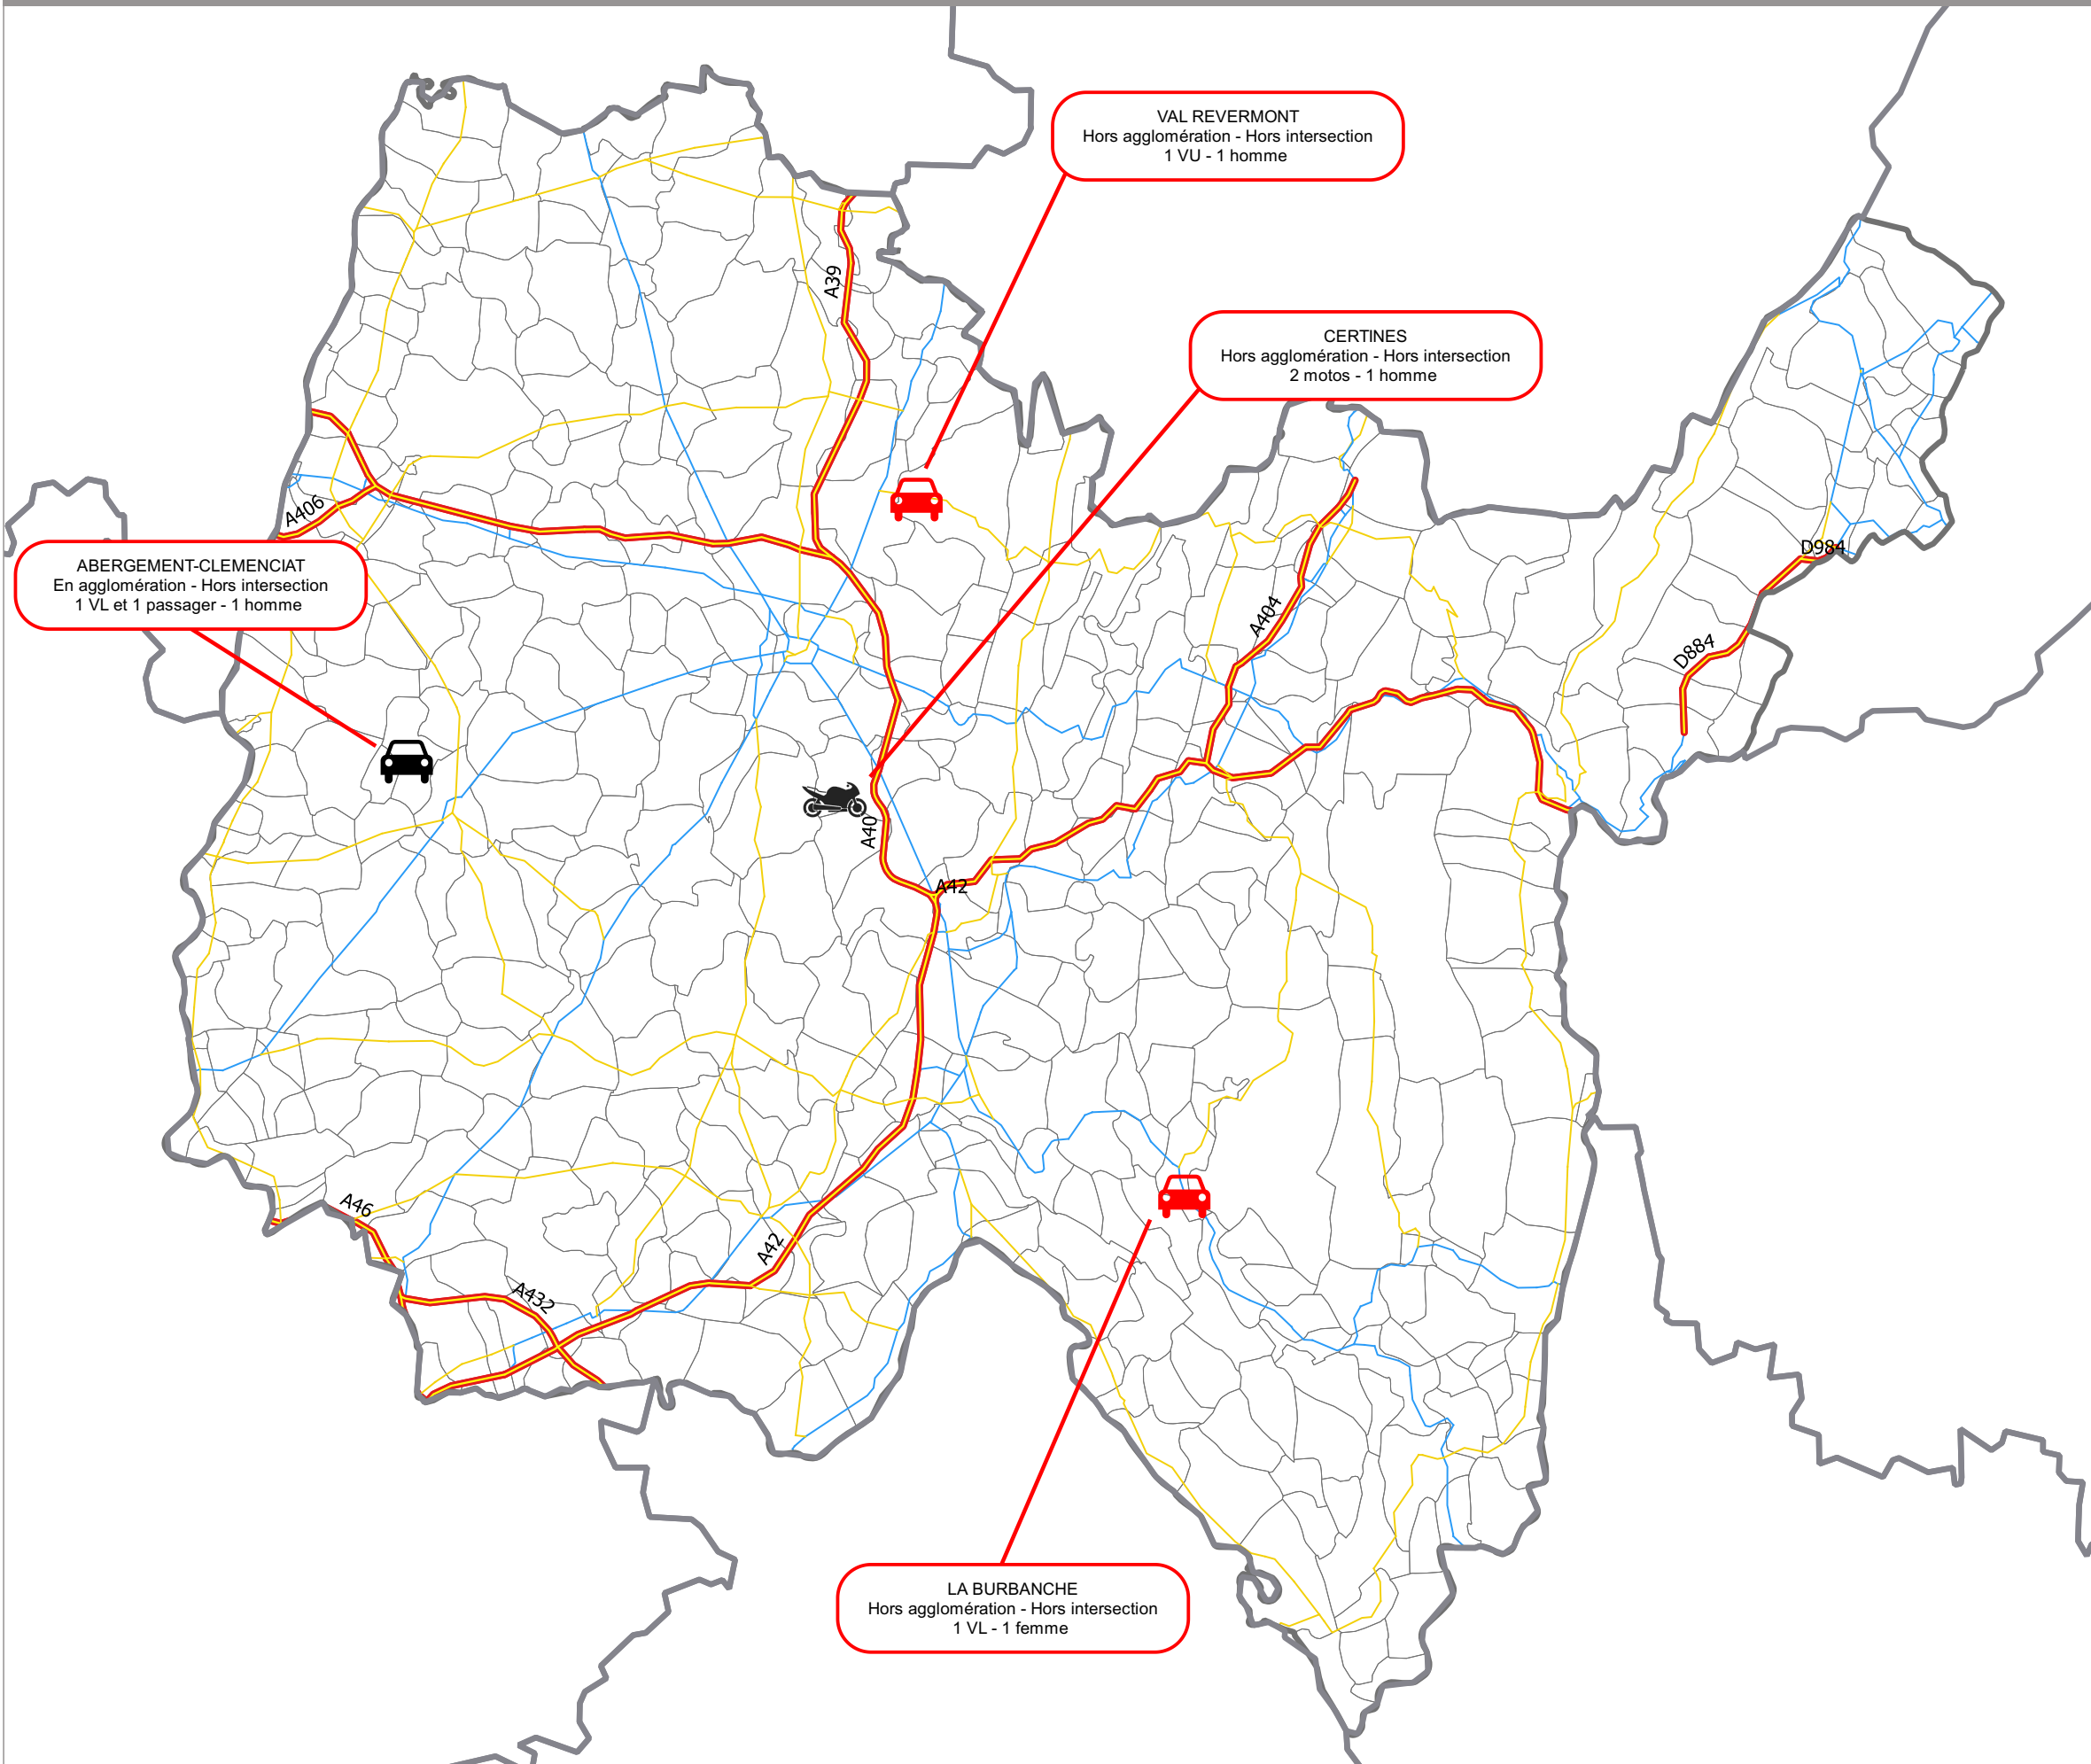 VAL REVERMONT
Hors agglomération - Hors intersection
1 VU - 1 homme
A39
CERTINES
Hors agglomération - Hors intersection
2 motos - 1 homme
A406
D984
ABERGEMENT-CLEMENCIAT
En agglomération - Hors intersection
1 VL et 1 passager - 1 homme
A404
D884
A40
A42
A46
A42
A432
LA BURBANCHE
Hors agglomération - Hors intersection
1 VL - 1 femme